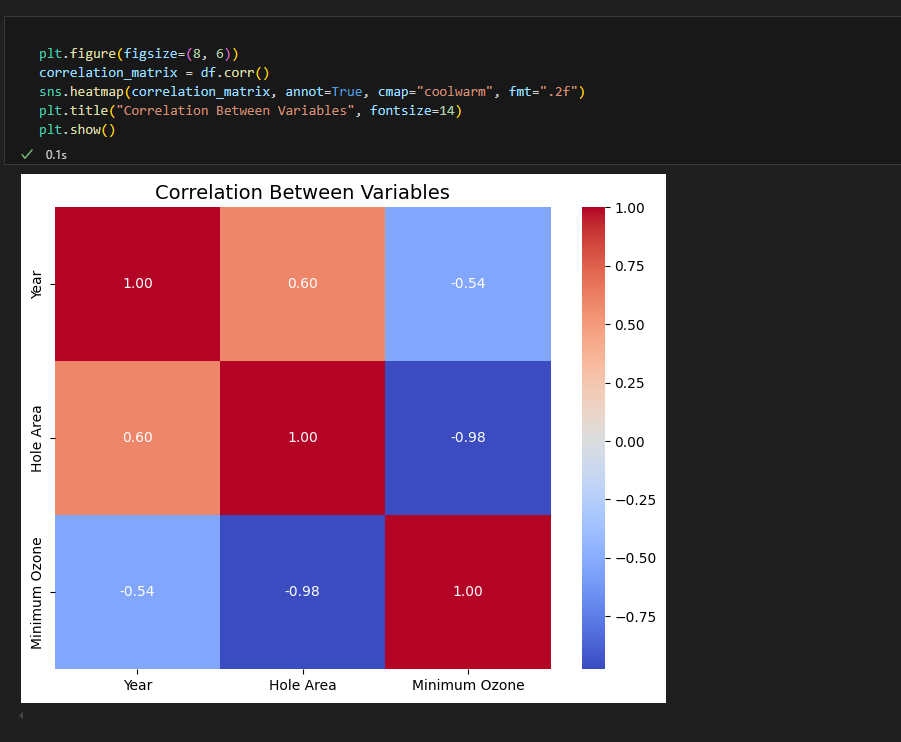 plt.figure(figsize=(8, 6))
correlation_matrix = df.corr()
sns.heatmap(correlation_matrix, annot=True, cmap="coolwarm", fmt=".2f")
plt.title("Correlation Between Variables", fontsize=14)
plt.show()
✓ 0.1s
Correlation Between Variables
Year
1.00 0.60 -0.54
Hole Area
0.60 1.00 -0.98
Minimum Ozone
-0.54 -0.98 1.00
Year Hole Area Minimum Ozone
1.00
0.75
0.50
0.25
0.00
−0.25
−0.50
−0.75